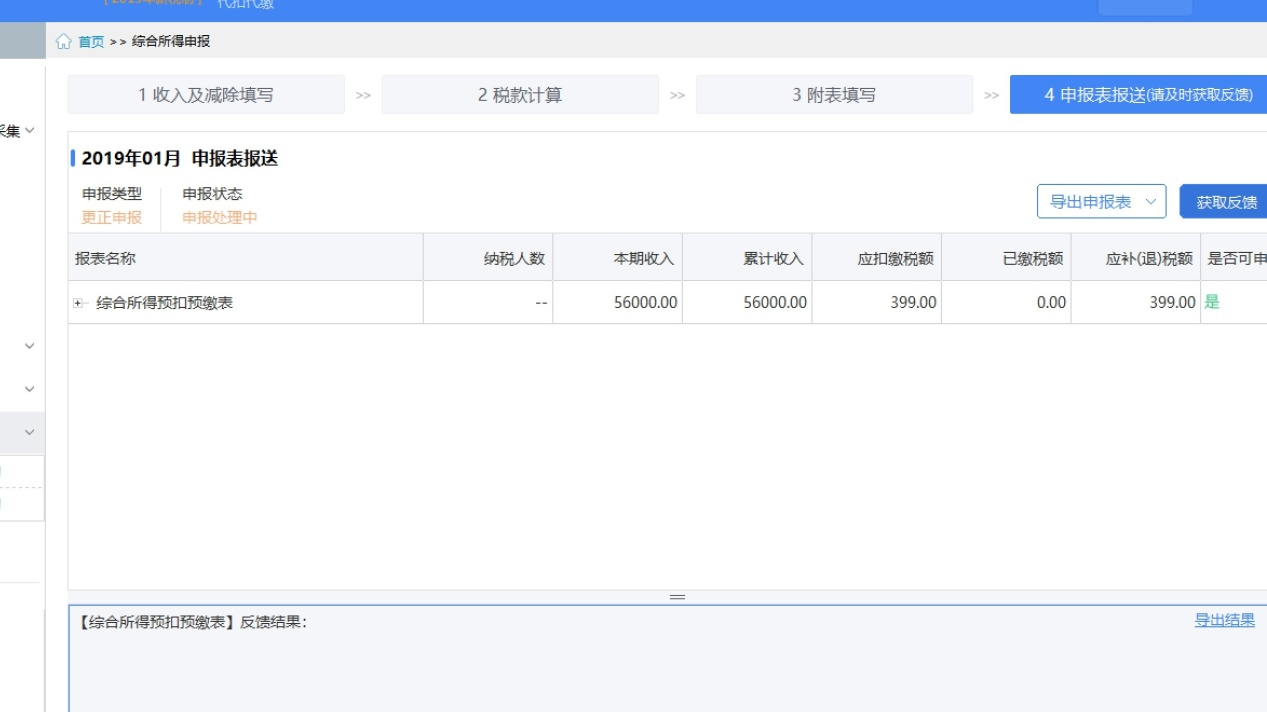 代扣代缴
首页 >> 综合所得申报
1 收入及减除填写 >> 2 税款计算 >> 3 附表填写 >> 4 申报表报送(请及时获取反馈)
集
2019年01月 申报表报送
申报类型 申报状态
更正申报 申报处理中
导出申报表 获取反馈
报表名称 纳税人数 本期收入 累计收入 应扣缴税额 已缴税额 应补(退)税额 是否可申
综合所得预扣预缴表 -- 56000.00 56000.00 399.00 0.00 399.00 是
【综合所得预扣预缴表】反馈结果：
导出结果